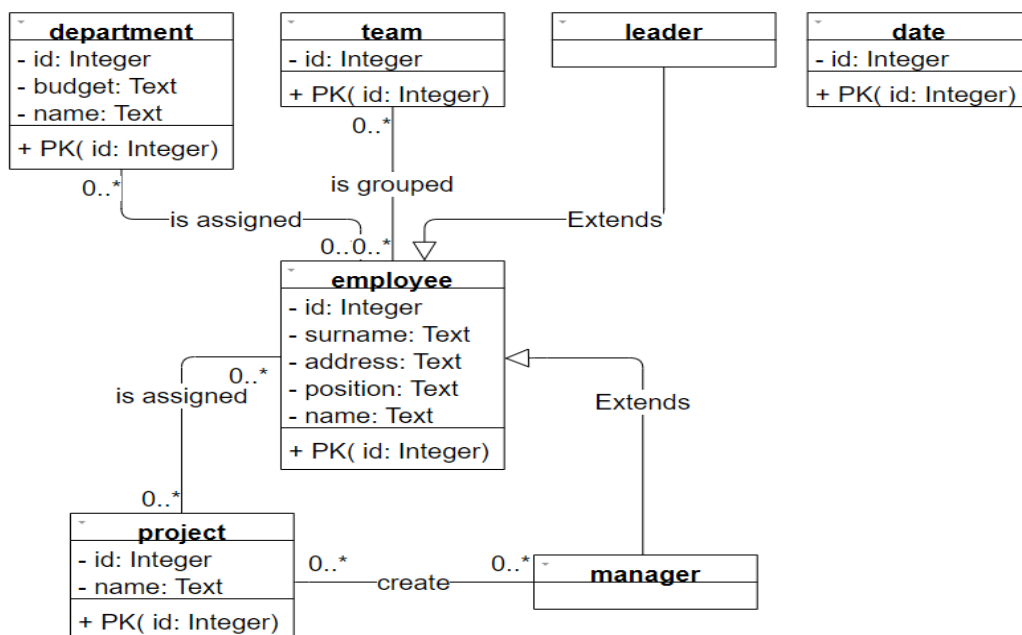 department
- id: Integer
- budget: Text
- name: Text
+ PK( id: Integer)
team
- id: Integer
+ PK( id: Integer)
leader
date
- id: Integer
+ PK( id: Integer)
0..*
0..*
is grouped
is assigned
Extends
0..
0..*
employee
- id: Integer
- surname: Text
- address: Text
- position: Text
- name: Text
+ PK( id: Integer)
0..*
is assigned
Extends
0..*
project
- id: Integer
- name: Text
+ PK( id: Integer)
0..*
create
0..*
manager